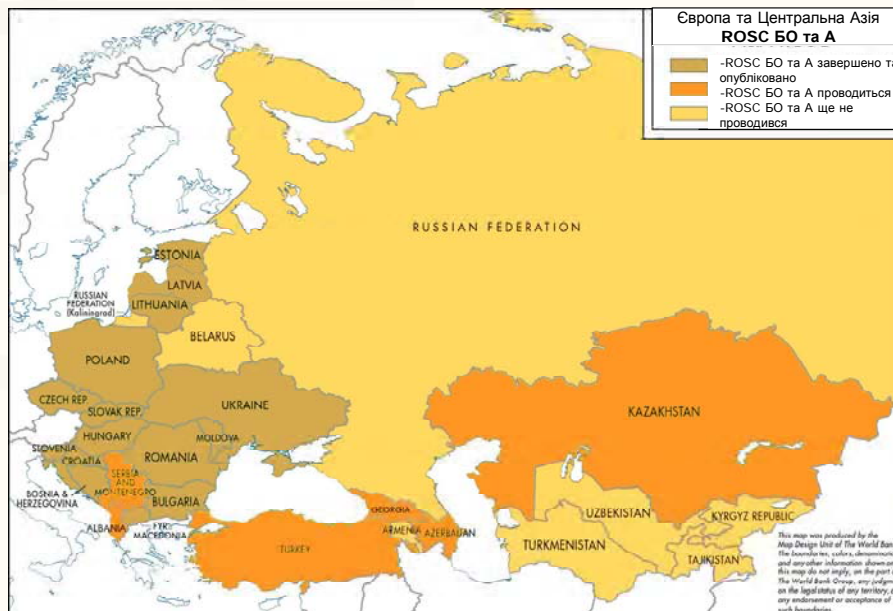 Європа та Центральна Азія
ROSC БО та А
-ROSC БО та А завершено та
опубліковано
-ROSC БО та А проводиться
-ROSC БО та А ще не
проводився
RUSSIAN FEDERATION
ESTONIA
LATVIA
LITHUANIA
RUSSIAN
FEDERATION
(Kaliningrad)
BELARUS
POLAND
CZECH REP.
SLOVAK REP.
UKRAINE
KAZAKHSTAN
HUNGARY
MOLDOVA
SLOVENIA
CROATIA
ROMANIA
SERBIA
AND
MONTENEGRO
BOSNIA &
HERZEGOVINA
BULGARIA
ALBANIA
FYR
MACEDONIA
GEORGIA
ARMENIA
AZERBAIJAN
TURKEY
UZBEKISTAN
KYRGYZ REPUBLIC
TURKMENISTAN
TAJIKISTAN
This map was produced by the
Map Design Unit of The World Bank
The boundaries, colors, denominatio
and any other information shown on
this map do not imply, on the part o
The World Bank Group, any judgm
on the legal status of any territory, o
any endorsement or acceptance of
such boundaries